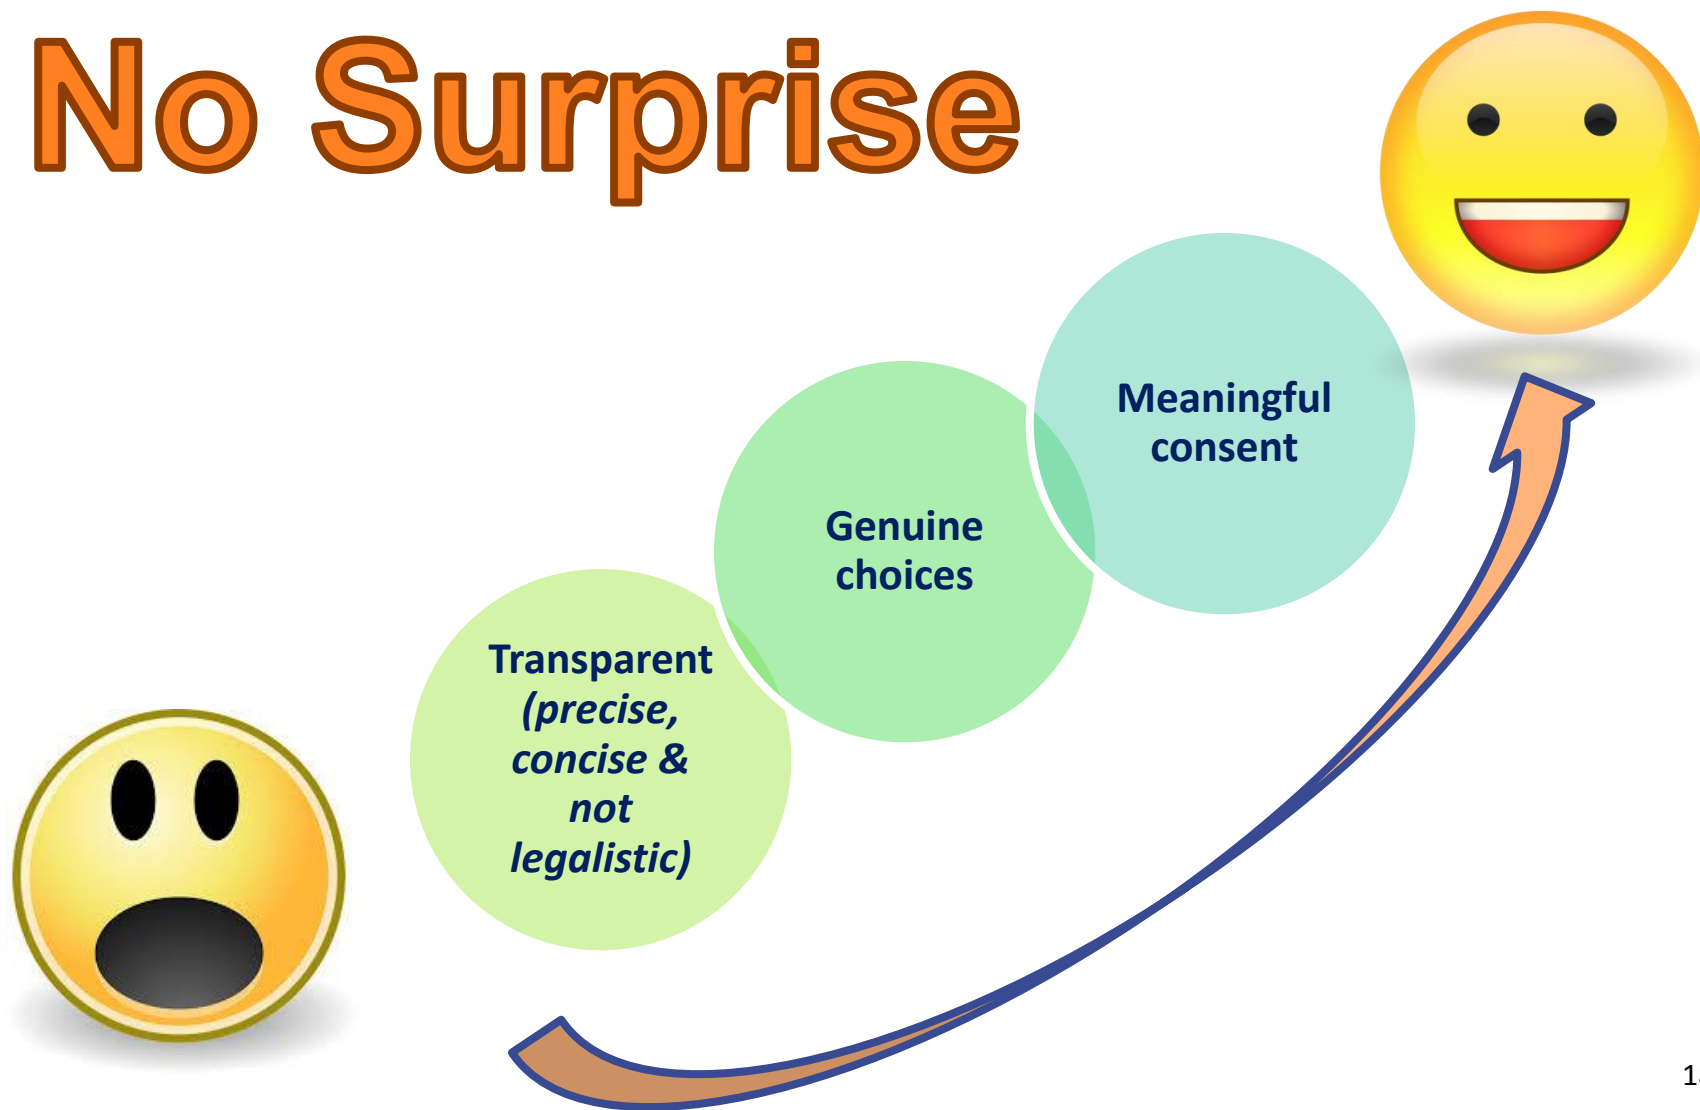 No Surprise
Meaningful
consent
Genuine
choices
Transparent
(precise,
concise &
not
legalistic)